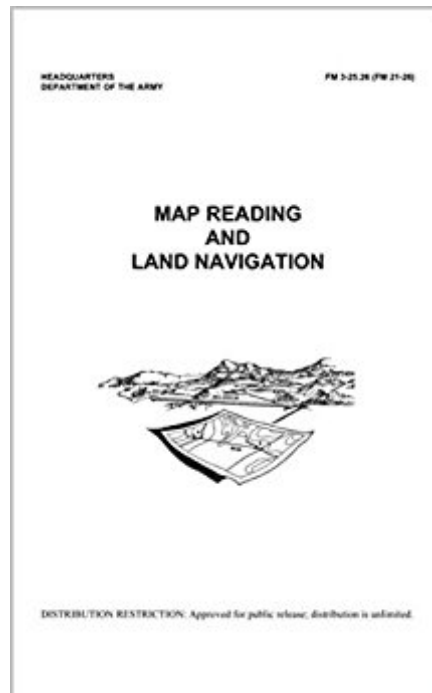 HEADQUARTERS
DEPARTMENT OF THE ARMY
FM 3-25.26 (FM 21-26)
MAP READING
AND
LAND NAVIGATION
DISTRIBUTION RESTRICTION: Approved for public release; distribution is unlimited.